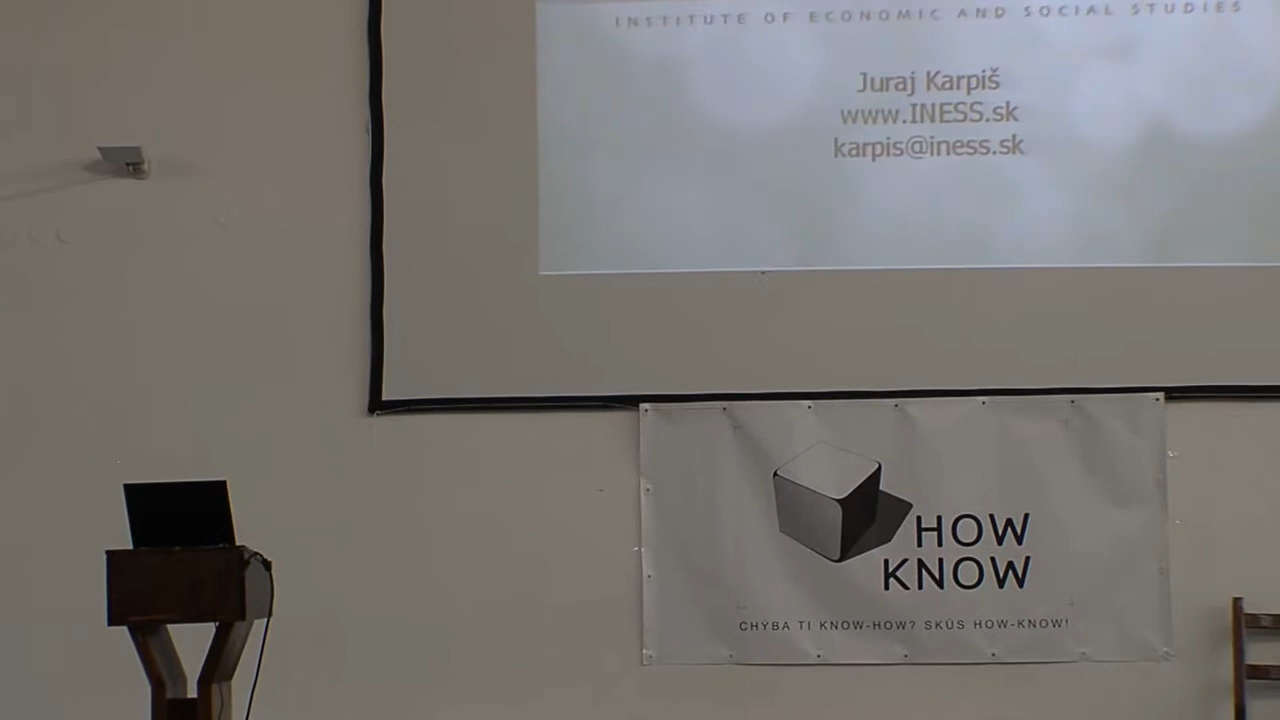 INSTITUTE OF ECONOMIC AND SOCIAL STUDIES
Juraj Karpiš
www.INESS.sk
karpis@iness.sk
HOW
KNOW
CHÝBA TI KNOW-HOW? SKÚS HOW-KNOW!